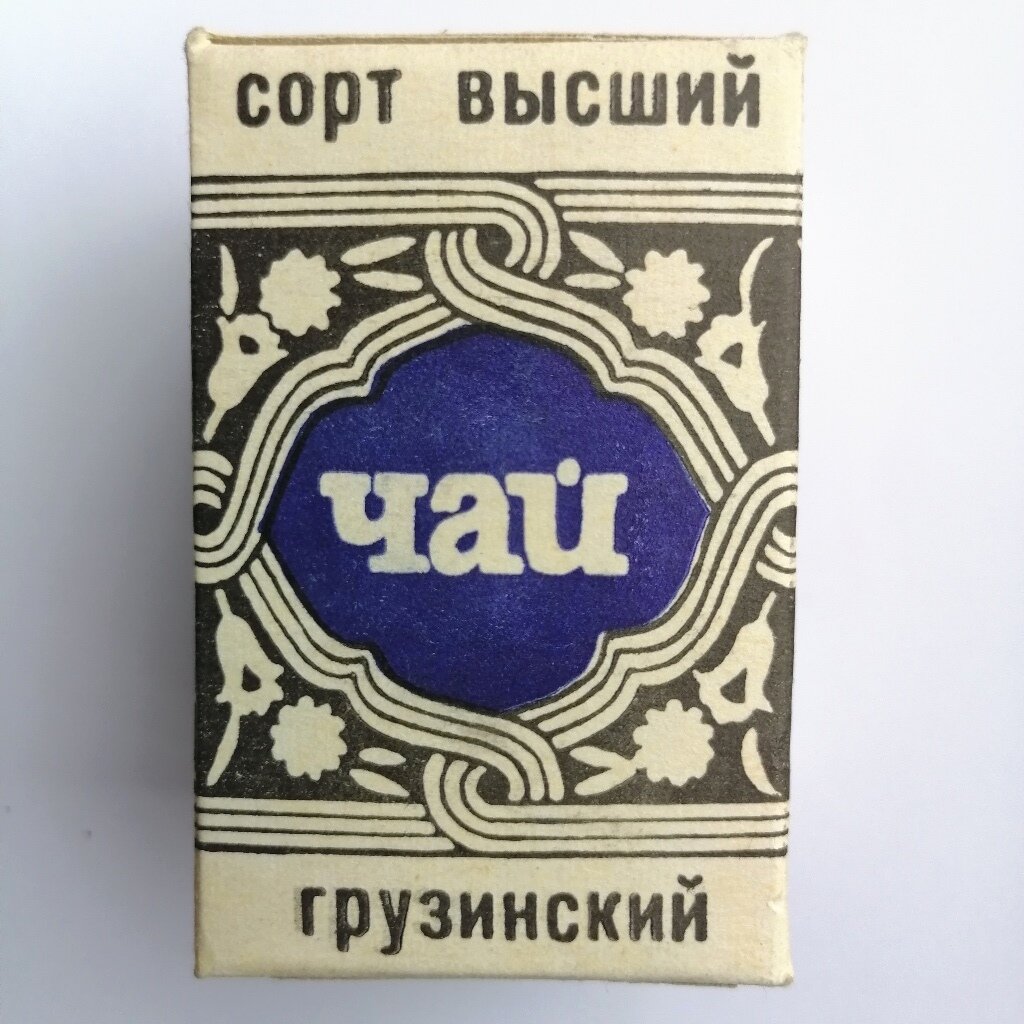 сорт высший
чай
грузинский